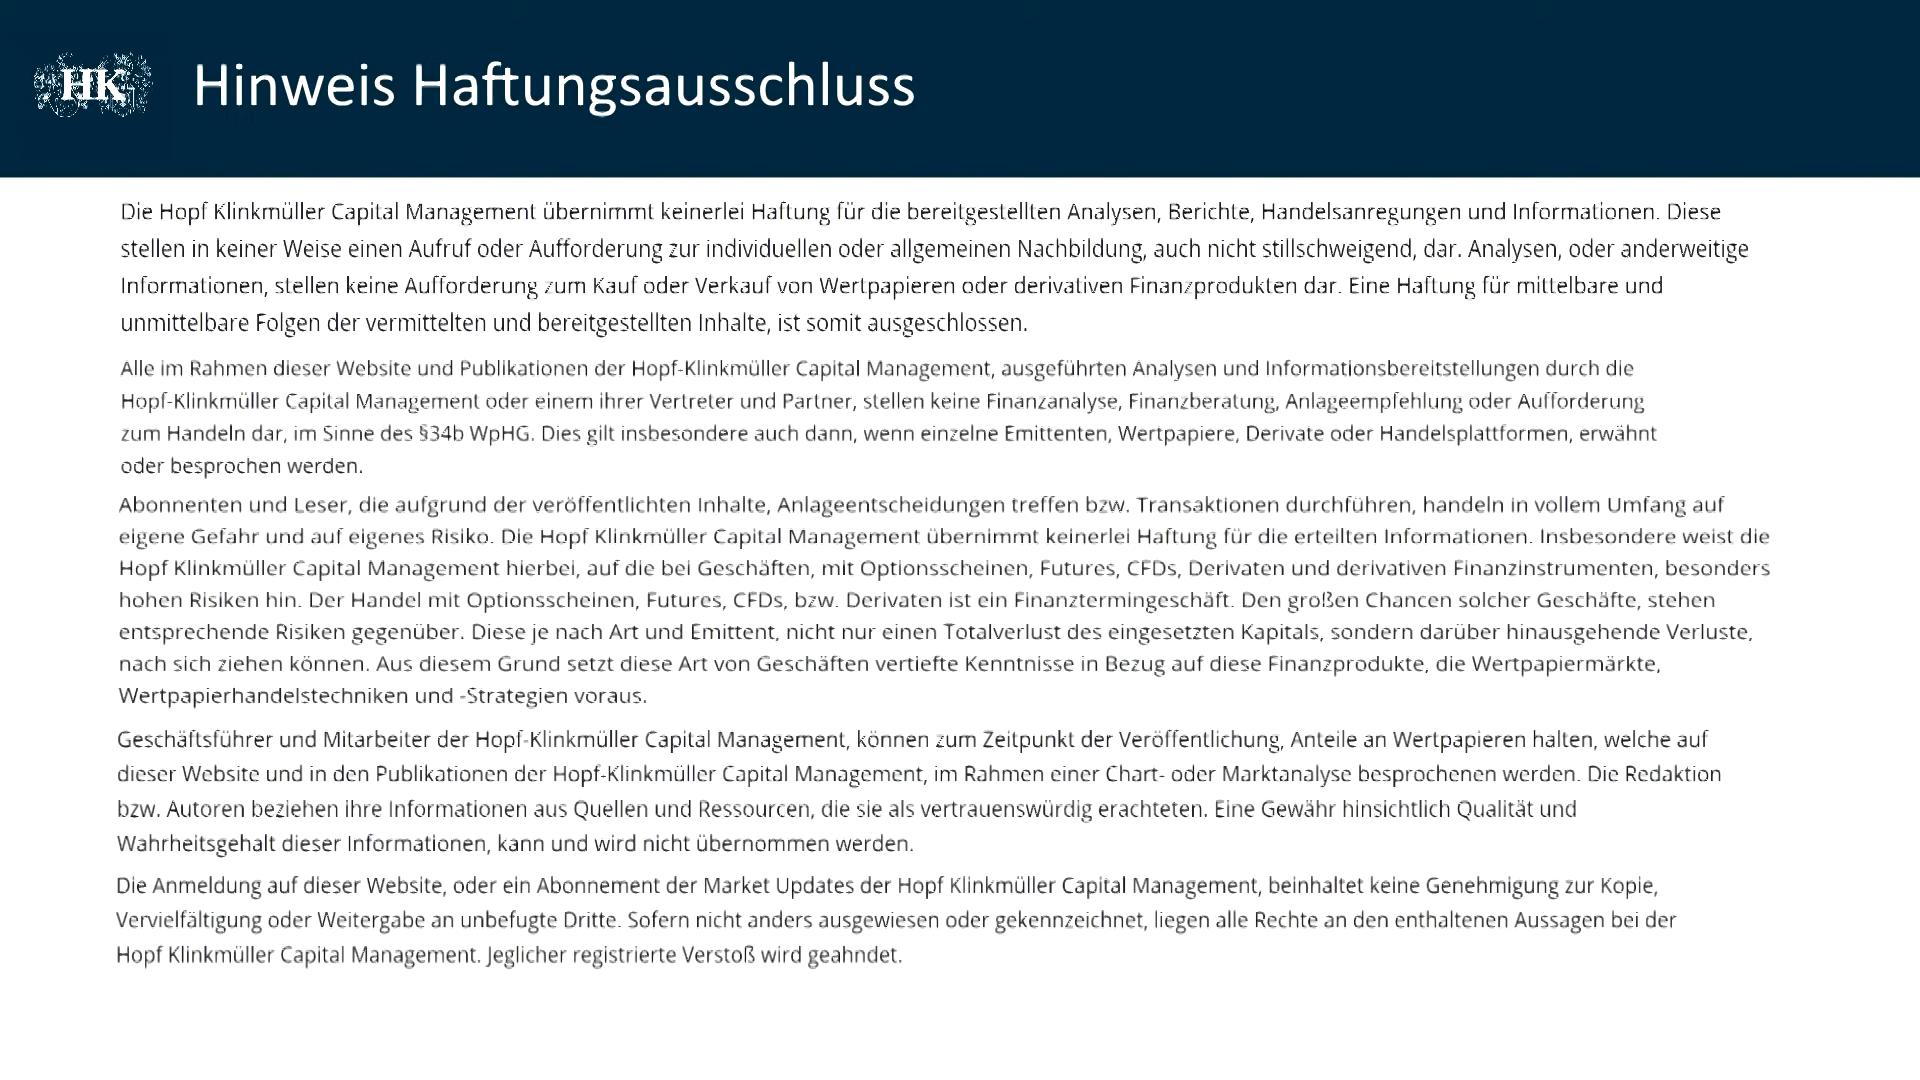 HK
Hinweis Haftungsausschluss
Die Hopf Klinkmüller Capital Management übernimmt keinerlei Haftung für die bereitgestellten Analysen, Berichte, Handelsanregungen und Informationen. Diese
stellen in keiner Weise einen Aufruf oder Aufforderung zur individuellen oder allgemeinen Nachbildung, auch nicht stillschweigend, dar. Analysen, oder anderweitige
Informationen, stellen keine Aufforderung zum Kauf oder Verkauf von Wertpapieren oder derivativen Finanzprodukten dar. Eine Haftung für mittelbare und
unmittelbare Folgen der vermittelten und bereitgestellten Inhalte, ist somit ausgeschlossen.
Alle im Rahmen dieser Website und Publikationen der Hopf-Klinkmüller Capital Management, ausgeführten Analysen und Informationsbereitstellungen durch die
Hopf-Klinkmüller Capital Management oder einem ihrer Vertreter und Partner, stellen keine Finanzanalyse, Finanzberatung, Anlageempfehlung oder Aufforderung
zum Handeln dar, im Sinne des §34b WpHG. Dies gilt insbesondere auch dann, wenn einzelne Emittenten, Wertpapiere, Derivate oder Handelsplattformen, erwähnt
oder besprochen werden.
Abonnenten und Leser, die aufgrund der veröffentlichten Inhalte, Anlageentscheidungen treffen bzw. Transaktionen durchführen, handeln in vollem Umfang auf
eigene Gefahr und auf eigenes Risiko. Die Hopf Klinkmüller Capital Management übernimmt keinerlei Haftung für die erteilten Informationen. Insbesondere weist die
Hopf Klinkmüller Capital Management hierbei, auf die bei Geschäften, mit Optionsscheinen, Futures, CFDs, Derivaten und derivativen Finanzinstrumenten, besonders
hohen Risiken hin. Der Handel mit Optionsscheinen, Futures, CFDs, bzw. Derivaten ist ein Finanztermingeschäft. Den großen Chancen solcher Geschäfte, stehen
entsprechende Risiken gegenüber. Diese je nach Art und Emittent, nicht nur einen Totalverlust des eingesetzten Kapitals, sondern darüber hinausgehende Verluste,
nach sich ziehen können. Aus diesem Grund setzt diese Art von Geschäften vertiefte Kenntnisse in Bezug auf diese Finanzprodukte, die Wertpapiermärkte,
Wertpapierhandelstechniken und -Strategien voraus.
Geschäftsführer und Mitarbeiter der Hopf-Klinkmüller Capital Management, können zum Zeitpunkt der Veröffentlichung, Anteile an Wertpapieren halten, welche auf
dieser Website und in den Publikationen der Hopf-Klinkmüller Capital Management, im Rahmen einer Chart- oder Marktanalyse besprochenen werden. Die Redaktion
bzw. Autoren beziehen ihre Informationen aus Quellen und Ressourcen, die sie als vertrauenswürdig erachteten. Eine Gewähr hinsichtlich Qualität und
Wahrheitsgehalt dieser Informationen, kann und wird nicht übernommen werden.
Die Anmeldung auf dieser Website, oder ein Abonnement der Market Updates der Hopf Klinkmüller Capital Management, beinhaltet keine Genehmigung zur Kopie,
Vervielfältigung oder Weitergabe an unbefugte Dritte. Sofern nicht anders ausgewiesen oder gekennzeichnet, liegen alle Rechte an den enthaltenen Aussagen bei der
Hopf Klinkmüller Capital Management. Jeglicher registrierte Verstoß wird geahndet.